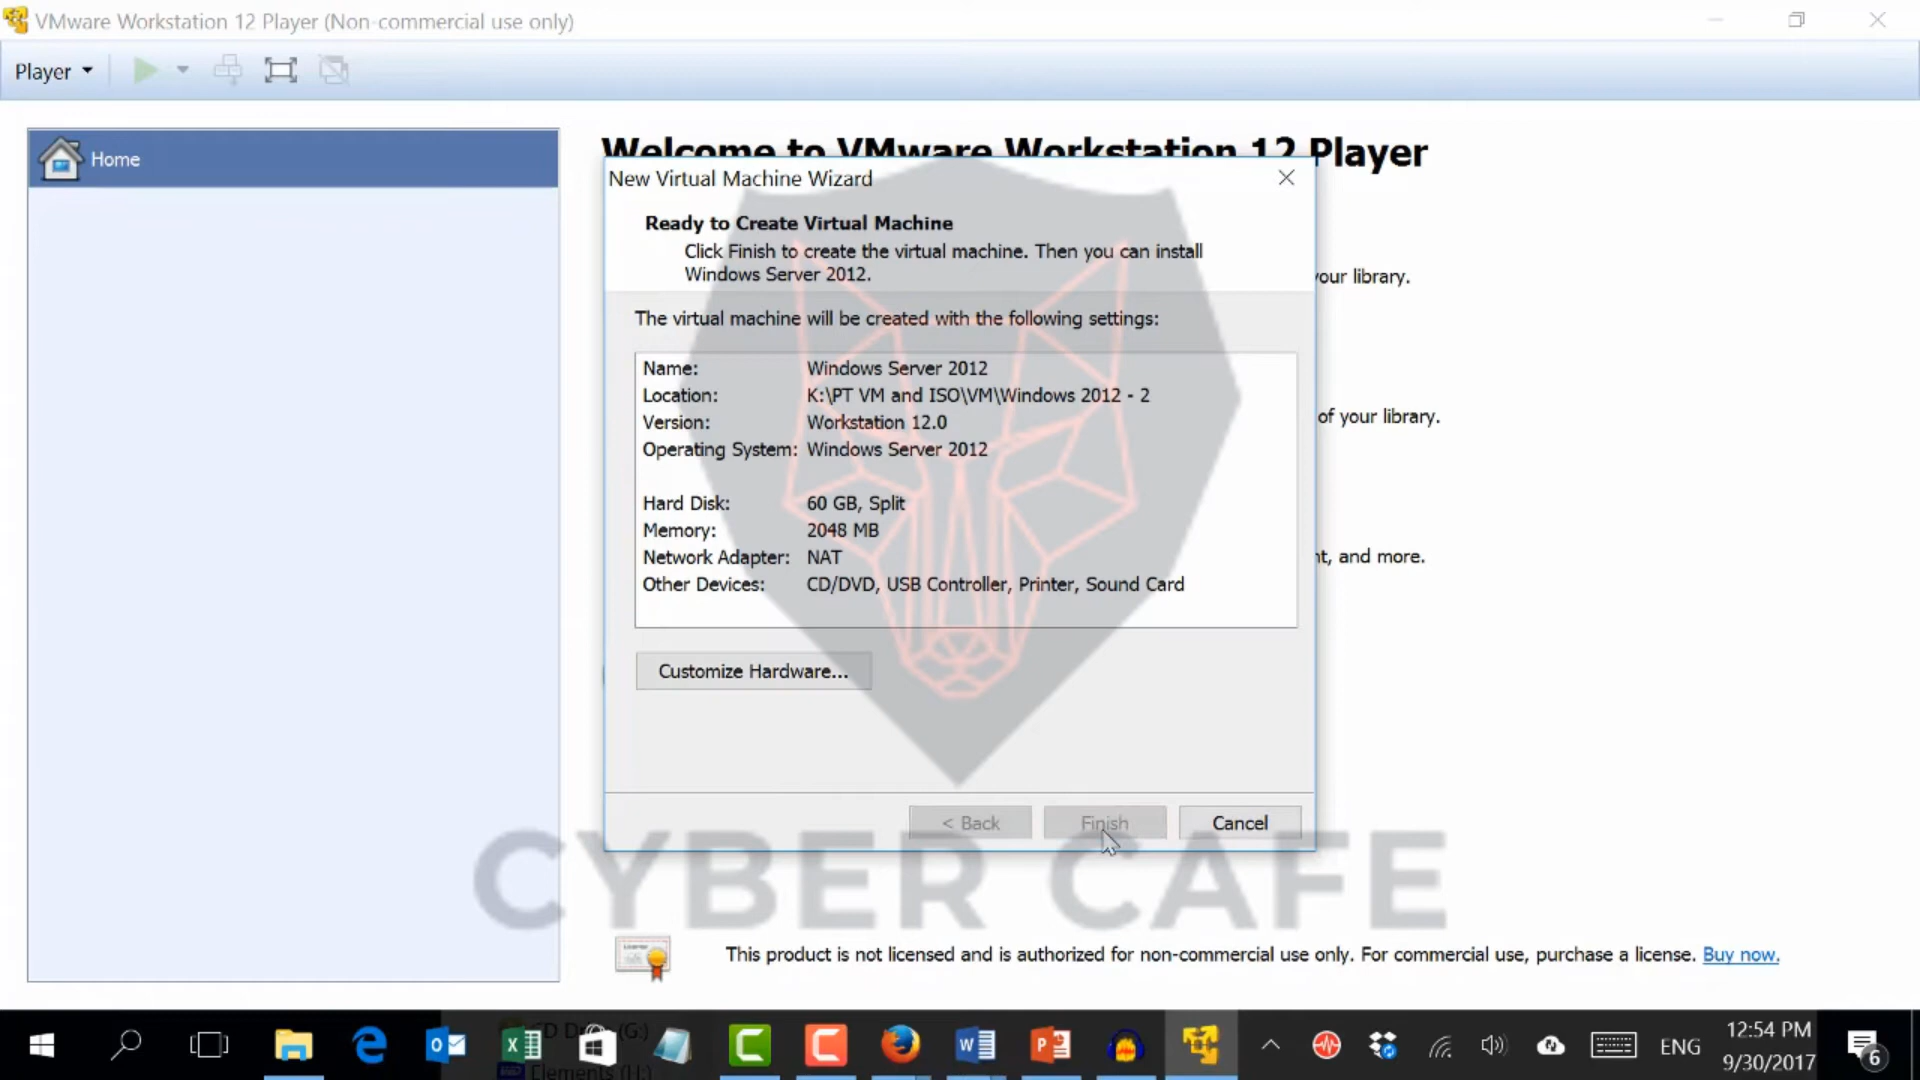 VMware Workstation 12 Player (Non-commercial use only)
Player
Home
Welcome to VMware Workstation 12 Player
New Virtual Machine Wizard
Ready to Create Virtual Machine
Click Finish to create the virtual machine. Then you can install
Windows Server 2012.
your library.
The virtual machine will be created with the following settings:
Name: Windows Server 2012
Location: K:\PT VM and ISO\VM\Windows 2012 - 2
of your library.
Version: Workstation 12.0
Operating System: Windows Server 2012
Hard Disk: 60 GB, Split
Memory: 2048 MB
Network Adapter: NAT
nt, and more.
Other Devices: CD/DVD, USB Controller, Printer, Sound Card
Customize Hardware...
< Back Finish Cancel
CYBER CAFE
This product is not licensed and is authorized for non-commercial use only. For commercial use, purchase a license. Buy now.
(G:)
Elements (H:)
ENG
12:54 PM
9/30/2017
6